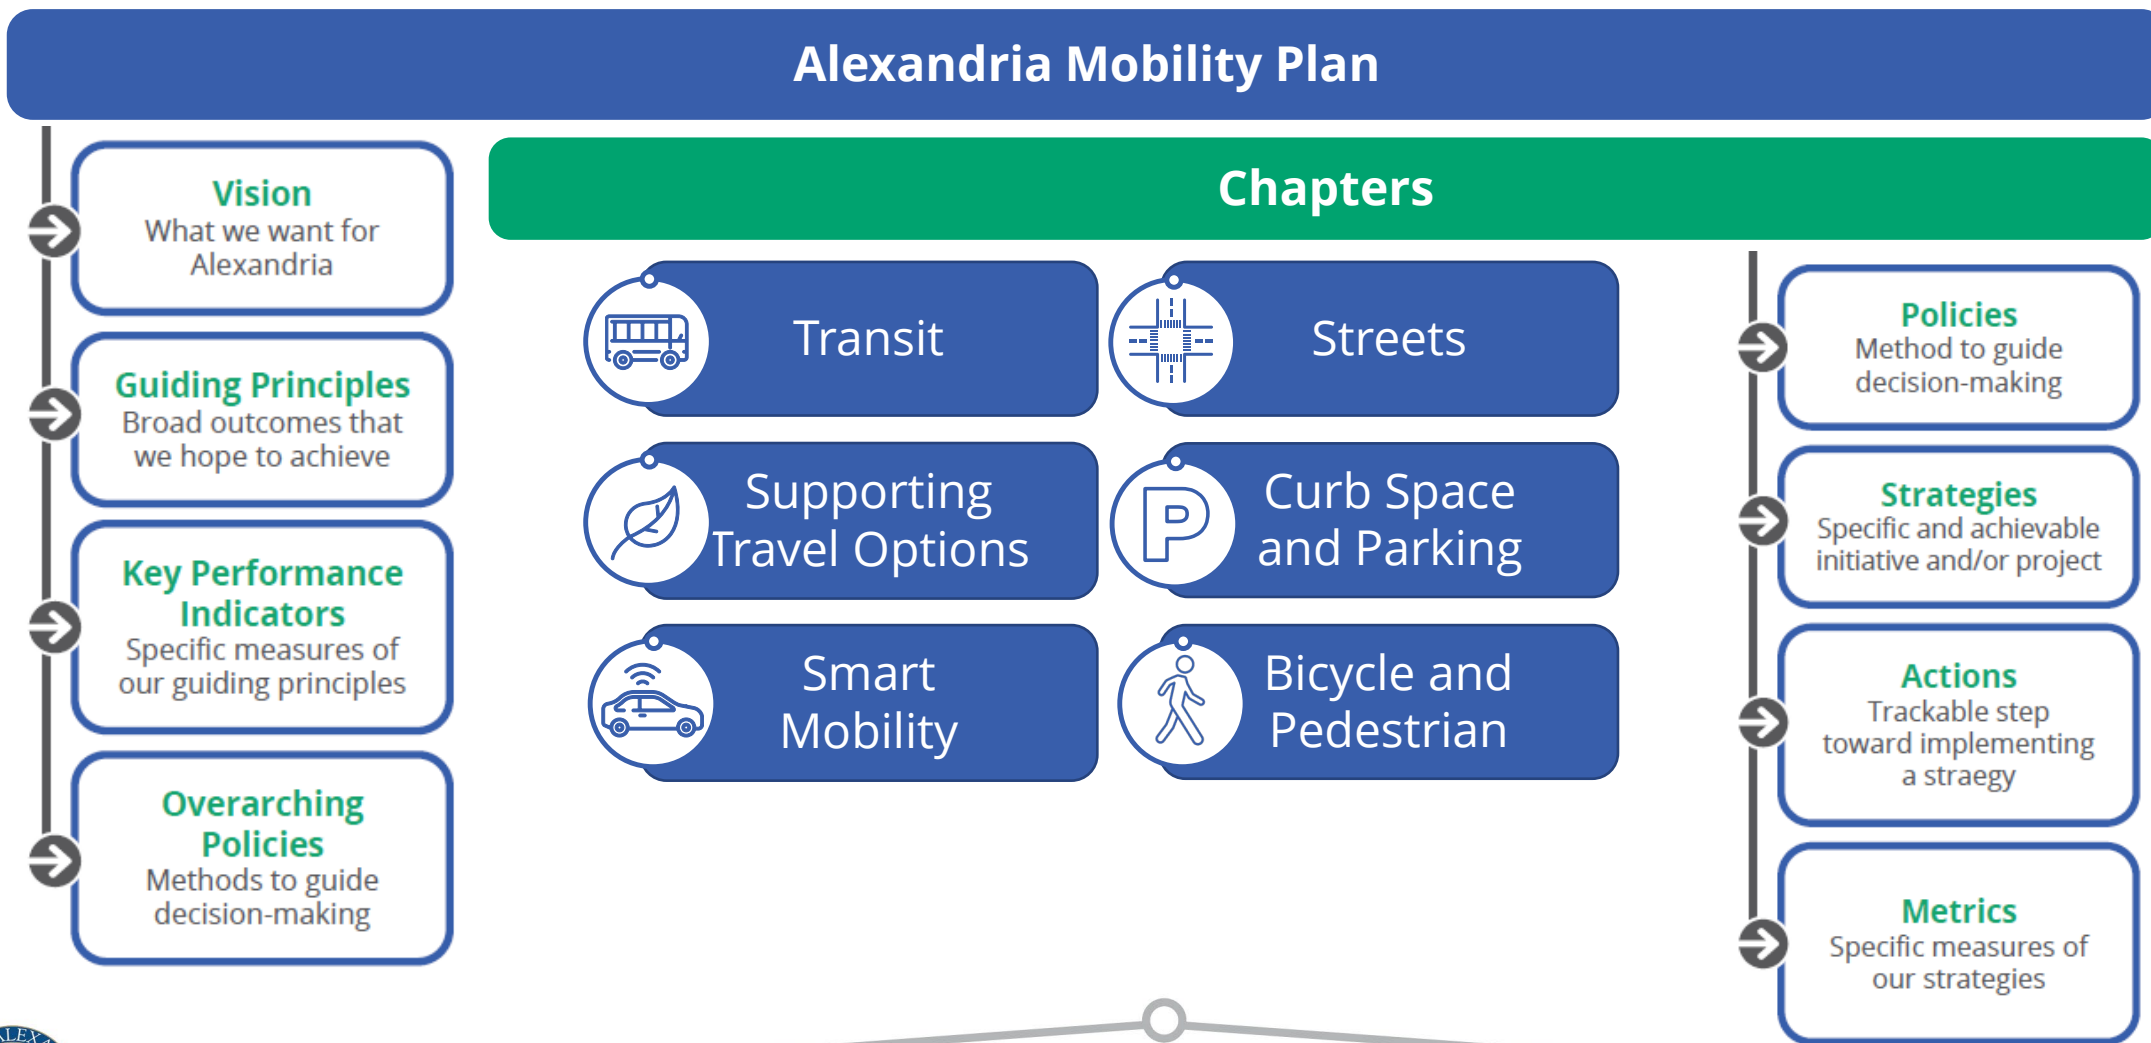 Alexandria Mobility Plan
Vision
What we want for
Alexandria
Guiding Principles
Broad outcomes that
we hope to achieve
Key Performance
Indicators
Specific measures of
our guiding principles
Overarching
Policies
Methods to guide
decision-making
Chapters
Transit
Streets
Supporting
Travel Options
Curb Space
and Parking
P
Smart
Mobility
Bicycle and
Pedestrian
Policies
Method to guide
decision-making
Strategies
Specific and achievable
initiative and/or project
Actions
Trackable step
toward implementing
a straegy
Metrics
Specific measures of
our strategies